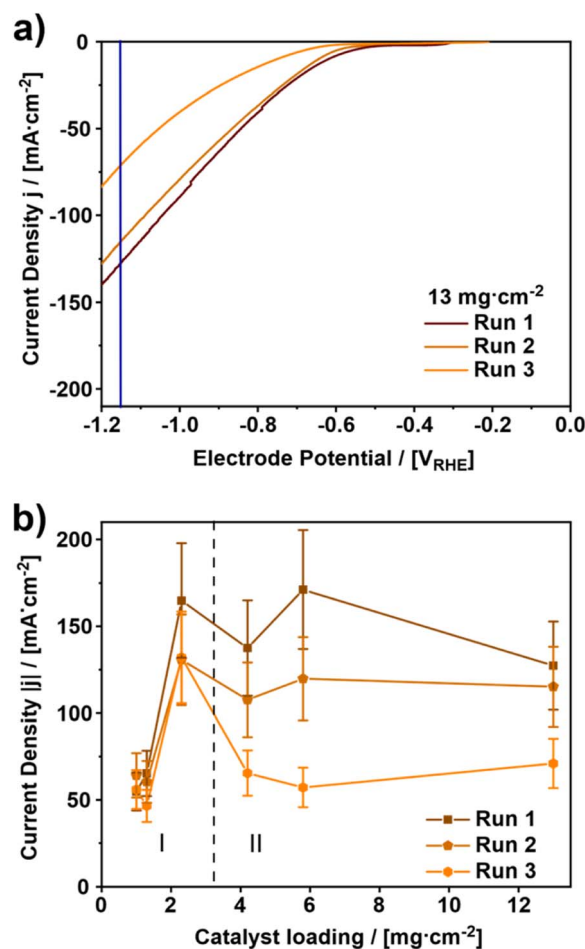 a)
0
-50
-100
-150
-200
Current Density j / [mA·cm⁻²]
13 mg·cm⁻²
Run 1
Run 2
Run 3
-1.2 -1.0 -0.8 -0.6 -0.4 -0.2 0.0
Electrode Potential / [V_RHE]
b)
200
150
100
50
0
Current Density |j| / [mA·cm⁻²]
I II
Run 1
Run 2
Run 3
0 2 4 6 8 10 12
Catalyst loading / [mg·cm⁻²]